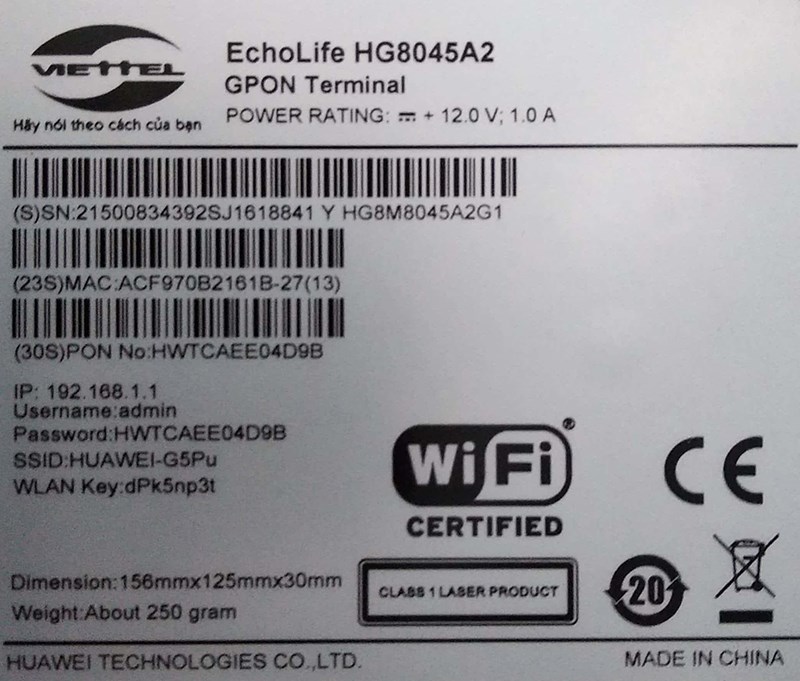 VIETTEL
Hãy nói theo cách của bạn
EchoLife HG8045A2
GPON Terminal
POWER RATING: ⎓ + 12.0 V; 1.0 A
(S)SN:21500834392SJ1618841 Y HG8M8045A2G1
(23S)MAC:ACF970B2161B-27(13)
(30S)PON No:HWTCAEE04D9B
IP: 192.168.1.1
Username:admin
Password:HWTCAEE04D9B
SSID:HUAWEI-G5Pu
WLAN Key:dPk5np3t
WiFi®
CERTIFIED
CE
Dimension:156mmx125mmx30mm
Weight:About 250 gram
CLASS 1 LASER PRODUCT
20
HUAWEI TECHNOLOGIES CO.,LTD.
MADE IN CHINA